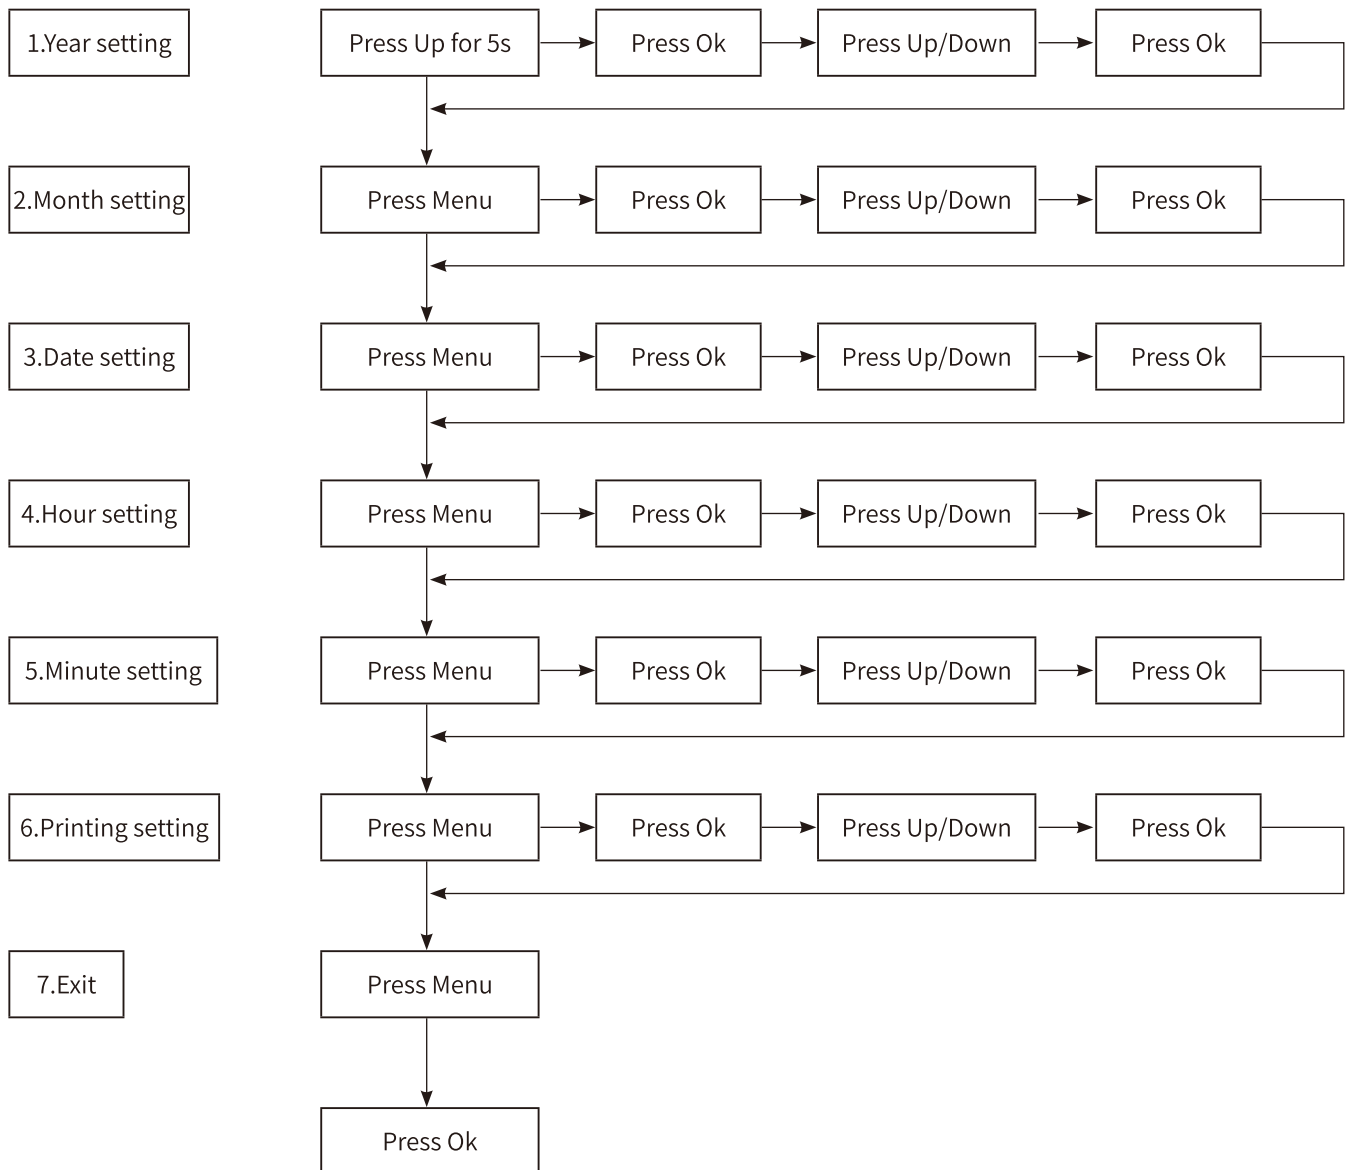 1.Year setting
Press Up for 5s
Press Ok
Press Up/Down
Press Ok
2.Month setting
Press Menu
Press Ok
Press Up/Down
Press Ok
3.Date setting
Press Menu
Press Ok
Press Up/Down
Press Ok
4.Hour setting
Press Menu
Press Ok
Press Up/Down
Press Ok
5.Minute setting
Press Menu
Press Ok
Press Up/Down
Press Ok
6.Printing setting
Press Menu
Press Ok
Press Up/Down
Press Ok
7.Exit
Press Menu
Press Ok